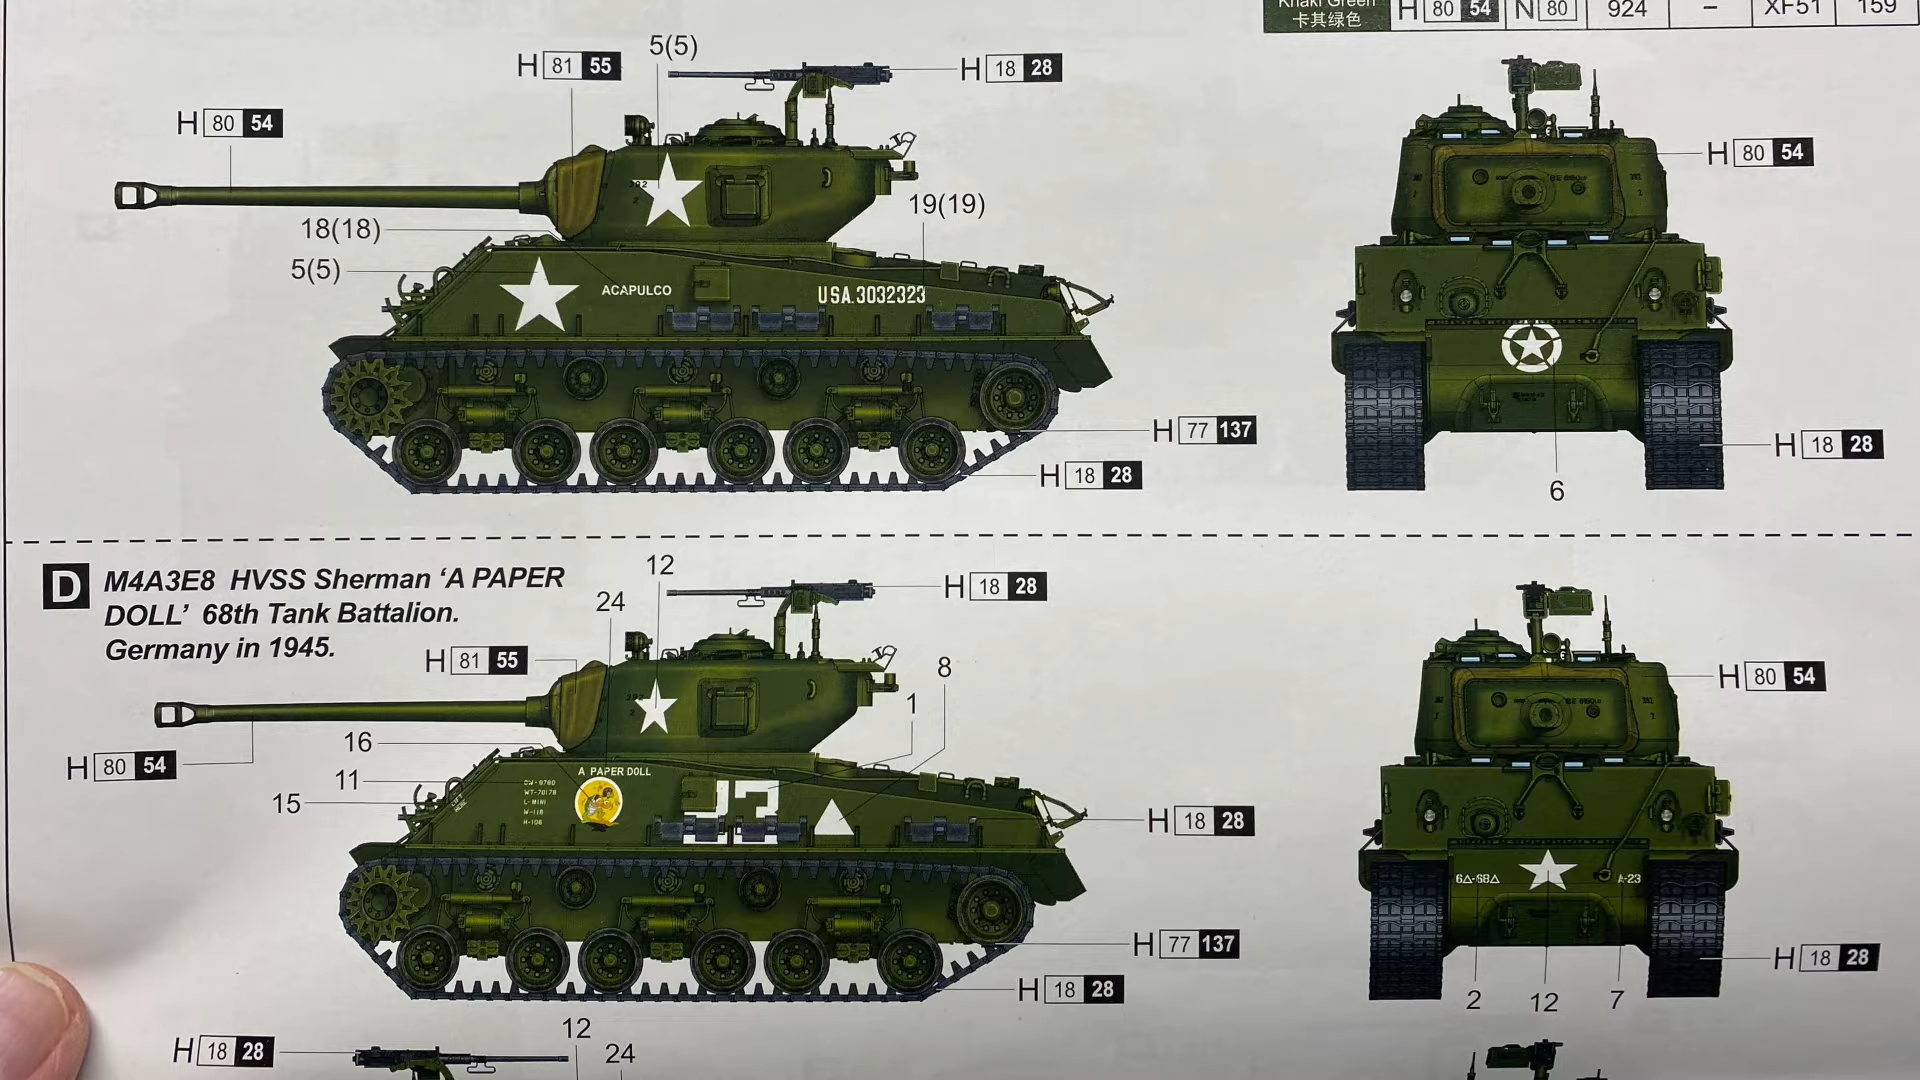 Khaki Green
卡其绿色
H 80 54
N 80
924
–
XF51
159
5(5)
H 81 55
H 18 28
H 80 54
H 80 54
19(19)
18(18)
5(5)
ACAPULCO
USA.3032323
H 77 137
H 18 28
H 18 28
6
D M4A3E8 HVSS Sherman ‘A PAPER
DOLL’ 68th Tank Battalion.
Germany in 1945.
12
24
H 18 28
H 81 55
8
1
H 80 54
16
H 80 54
11
15
A PAPER DOLL
H 18 28
6△-68△
A-23
H 77 137
H 18 28
H 18 28
2
12
7
12
24
H 18 28